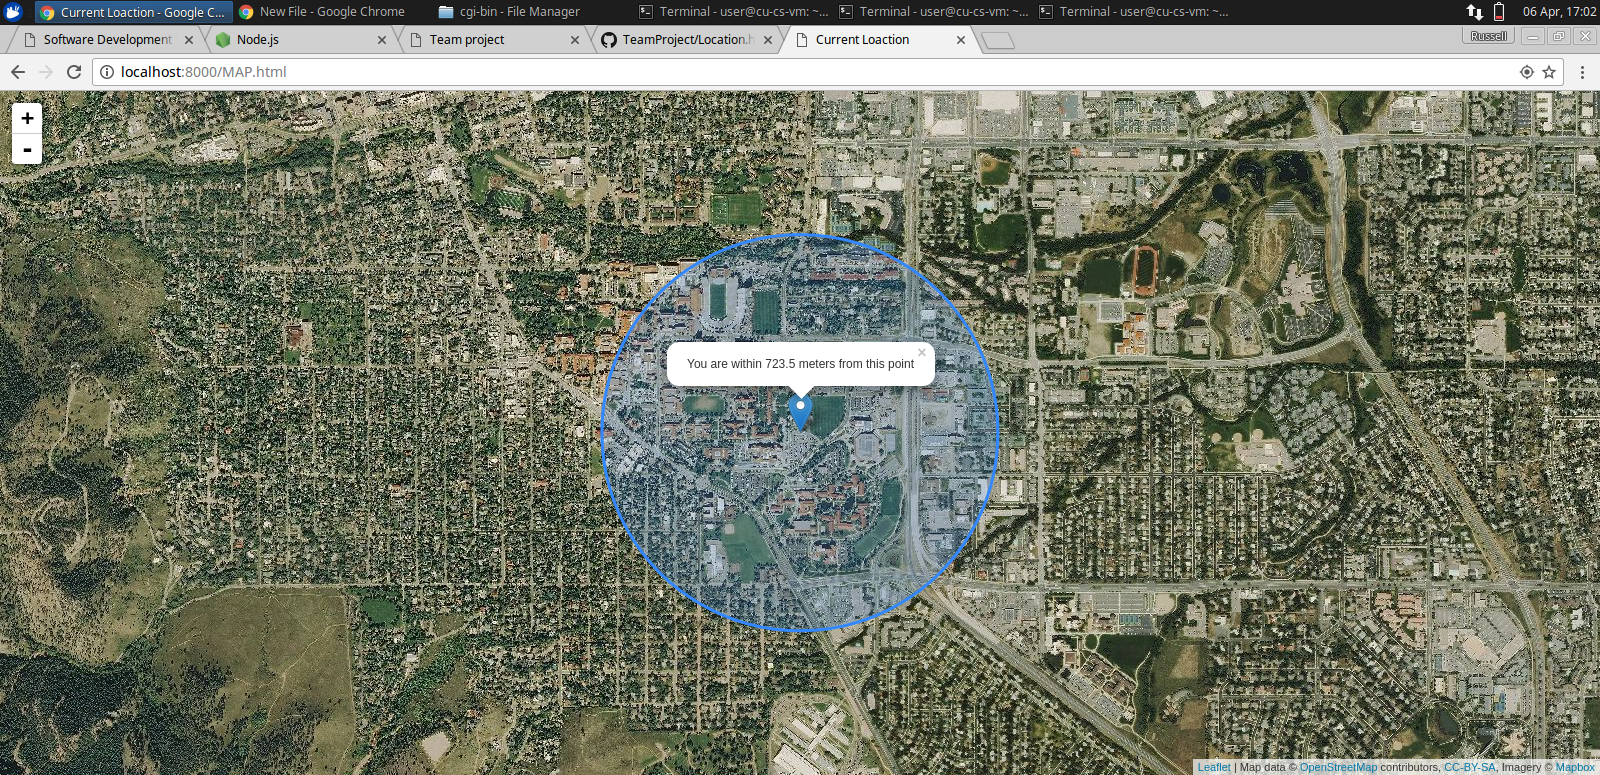 Current Loaction - Google C...
New File - Google Chrome
cgi-bin - File Manager
Terminal - user@cu-cs-vm: ~...
Terminal - user@cu-cs-vm: ~...
Terminal - user@cu-cs-vm: ~...
06 Apr, 17:02
Software Development
Node.js
Team project
TeamProject/Location.h
Current Loaction
Russell
localhost:8000/MAP.html
+
-
You are within 723.5 meters from this point
Leaflet | Map data © OpenStreetMap contributors, CC-BY-SA, Imagery © Mapbox